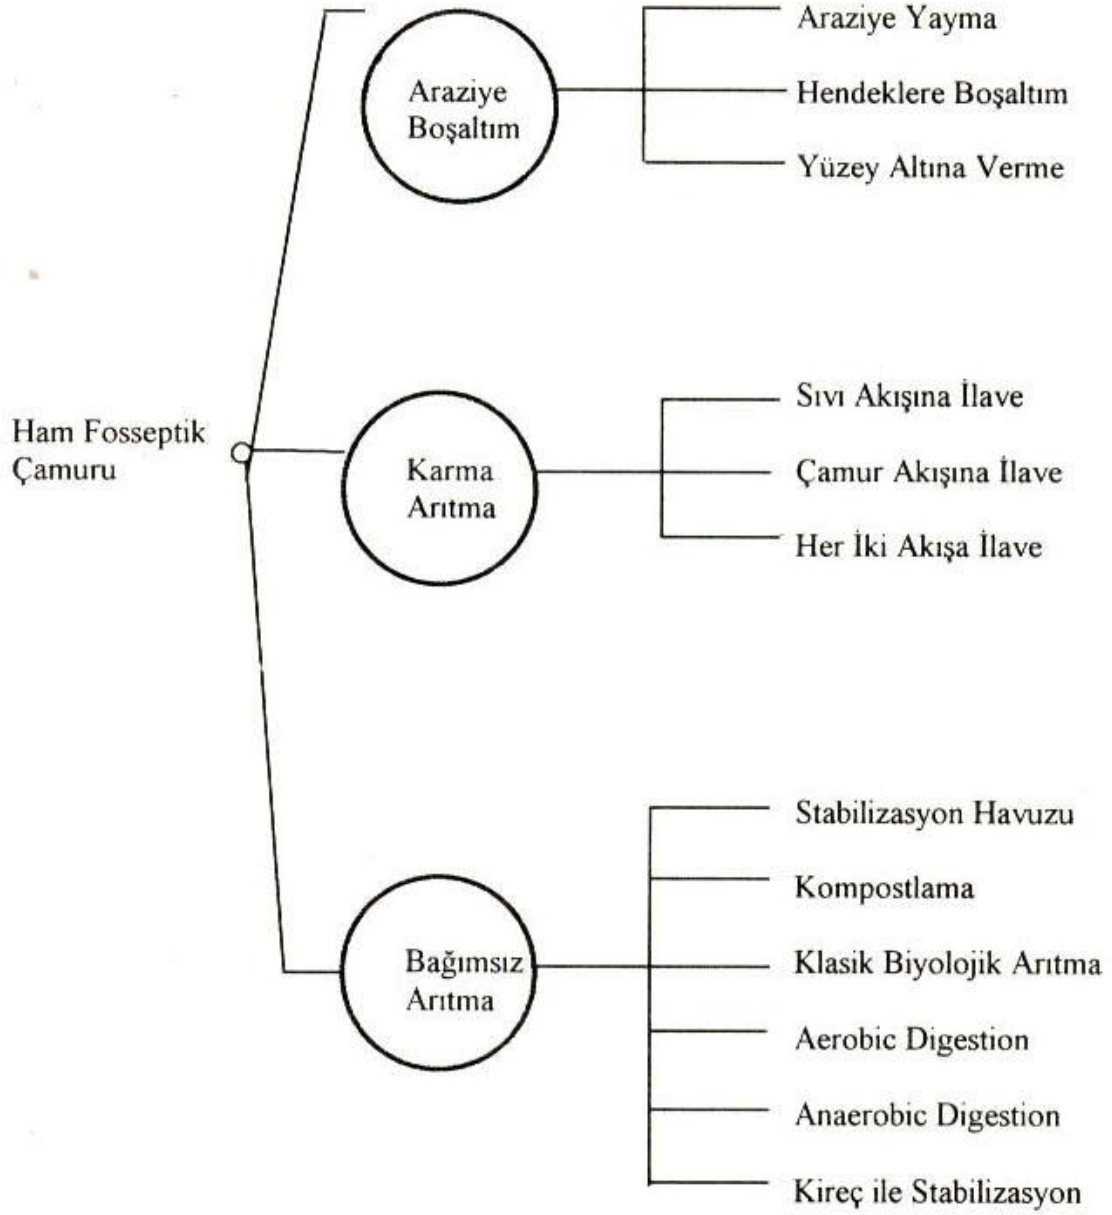 Araziye Yayma
Araziye
Boşaltım
Hendeklere Boşaltım
Yüzey Altına Verme
Ham Fosseptik
Çamuru
Karma
Arıtma
Sıvı Akışına İlave
Çamur Akışına İlave
Her İki Akışa İlave
Bağımsız
Arıtma
Stabilizasyon Havuzu
Kompostlama
Klasik Biyolojik Arıtma
Aerobic Digestion
Anaerobic Digestion
Kireç ile Stabilizasyon